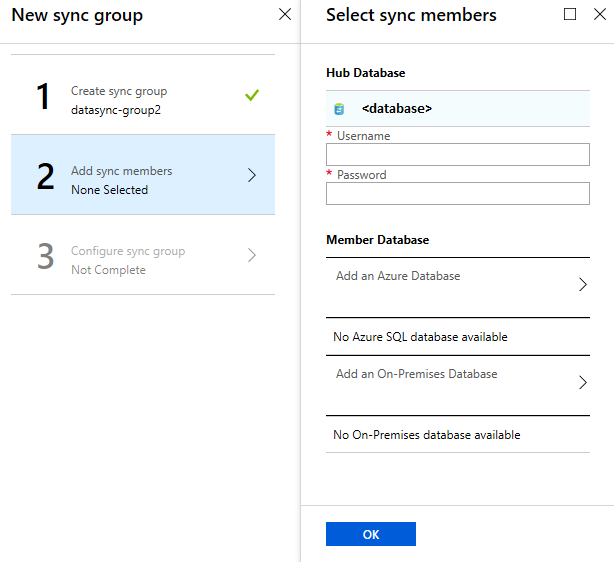 New sync group
1
Create sync group
datasync-group2
2
Add sync members
None Selected
3
Configure sync group
Not Complete
Select sync members
Hub Database
<database>
* Username
* Password
Member Database
Add an Azure Database
No Azure SQL database available
Add an On-Premises Database
No On-Premises database available
OK